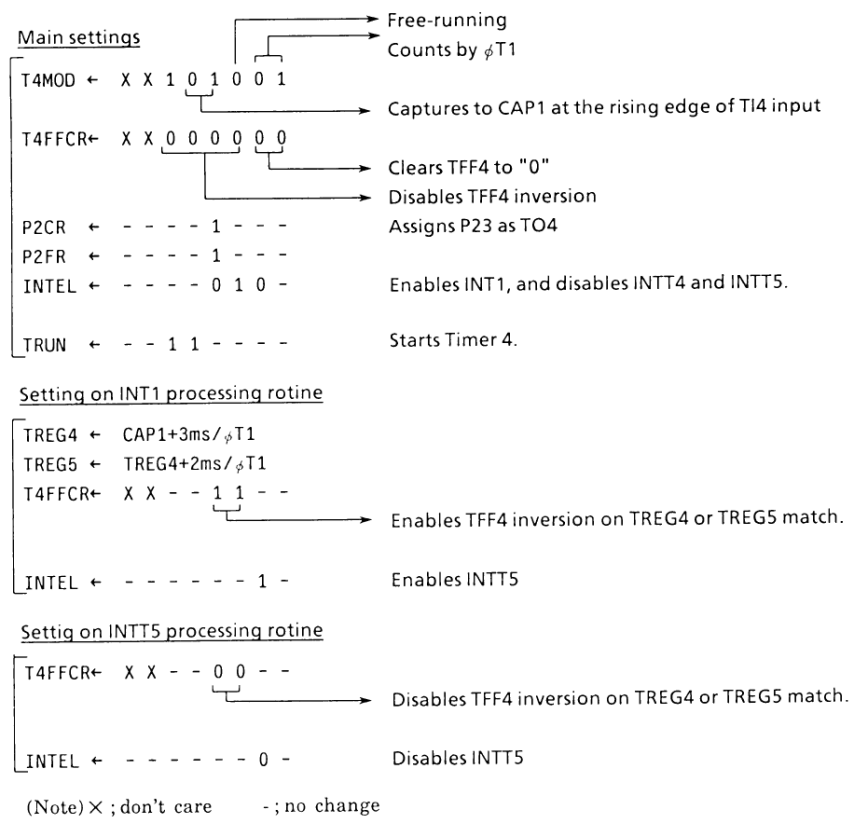 Main settings
Free-running
Counts by φT1
T4MOD ← X X 1 0 1 0 0 1
Captures to CAP1 at the rising edge of TI4 input
T4FFCR← X X 0 0 0 0 0 0
Clears TFF4 to "0"
Disables TFF4 inversion
P2CR ← - - - - 1 - - - Assigns P23 as TO4
P2FR ← - - - - 1 - - -
INTEL ← - - - - 0 1 0 - Enables INT1, and disables INTT4 and INTT5.
TRUN ← - - 1 1 - - - - Starts Timer 4.
Setting on INT1 processing rotine
TREG4 ← CAP1+3ms/φT1
TREG5 ← TREG4+2ms/φT1
T4FFCR← X X - - 1 1 - -
Enables TFF4 inversion on TREG4 or TREG5 match.
INTEL ← - - - - - - 1 - Enables INTT5
Settig on INTT5 processing rotine
T4FFCR← X X - - 0 0 - -
Disables TFF4 inversion on TREG4 or TREG5 match.
INTEL ← - - - - - - 0 - Disables INTT5
(Note) × ; don't care - ; no change